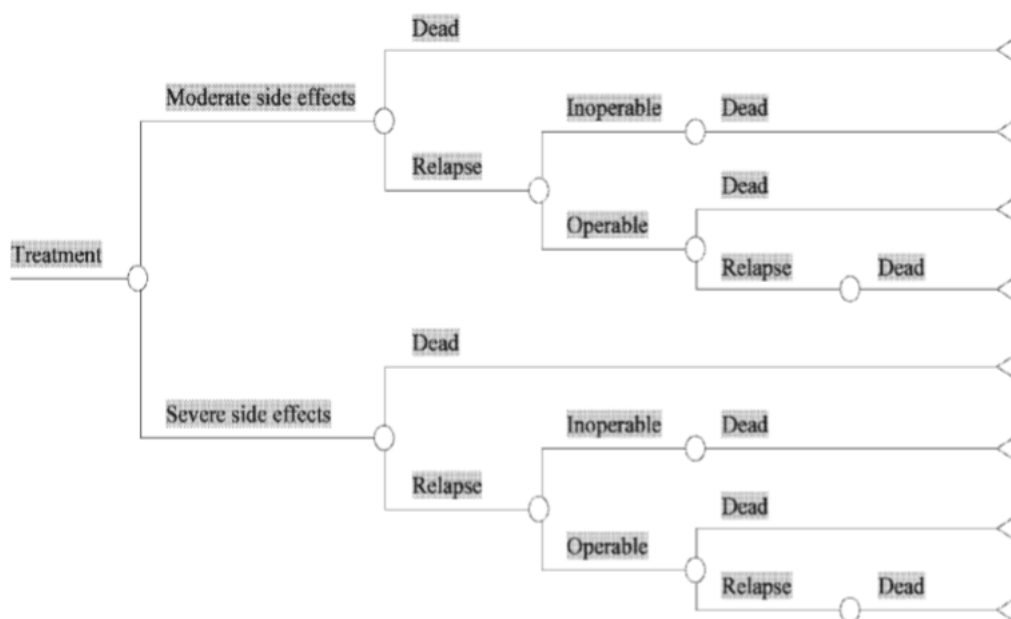 Dead
Moderate side effects
Inoperable Dead
Relapse
Dead
Operable
Treatment
Relapse Dead
Dead
Severe side effects
Inoperable Dead
Relapse
Dead
Operable
Relapse Dead